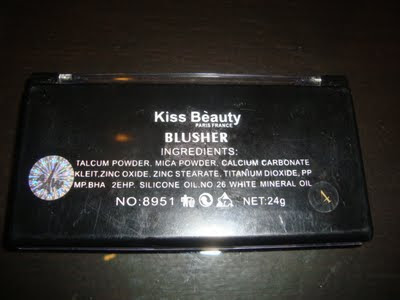 Kiss Bèauty
PARIS FRANCE
BLUSHER
INGREDIENTS:
TALCUM POWDER, MICA POWDER, CALCIUM CARBONATE
KLEIT,ZINC OXIDE, ZINC STEARATE, TITANIUM DIOXIDE, PP
MP,BHA 2EHP. SILICONE OIL.NO 26 WHITE MINERAL OIL
NO:8951 NET:24g